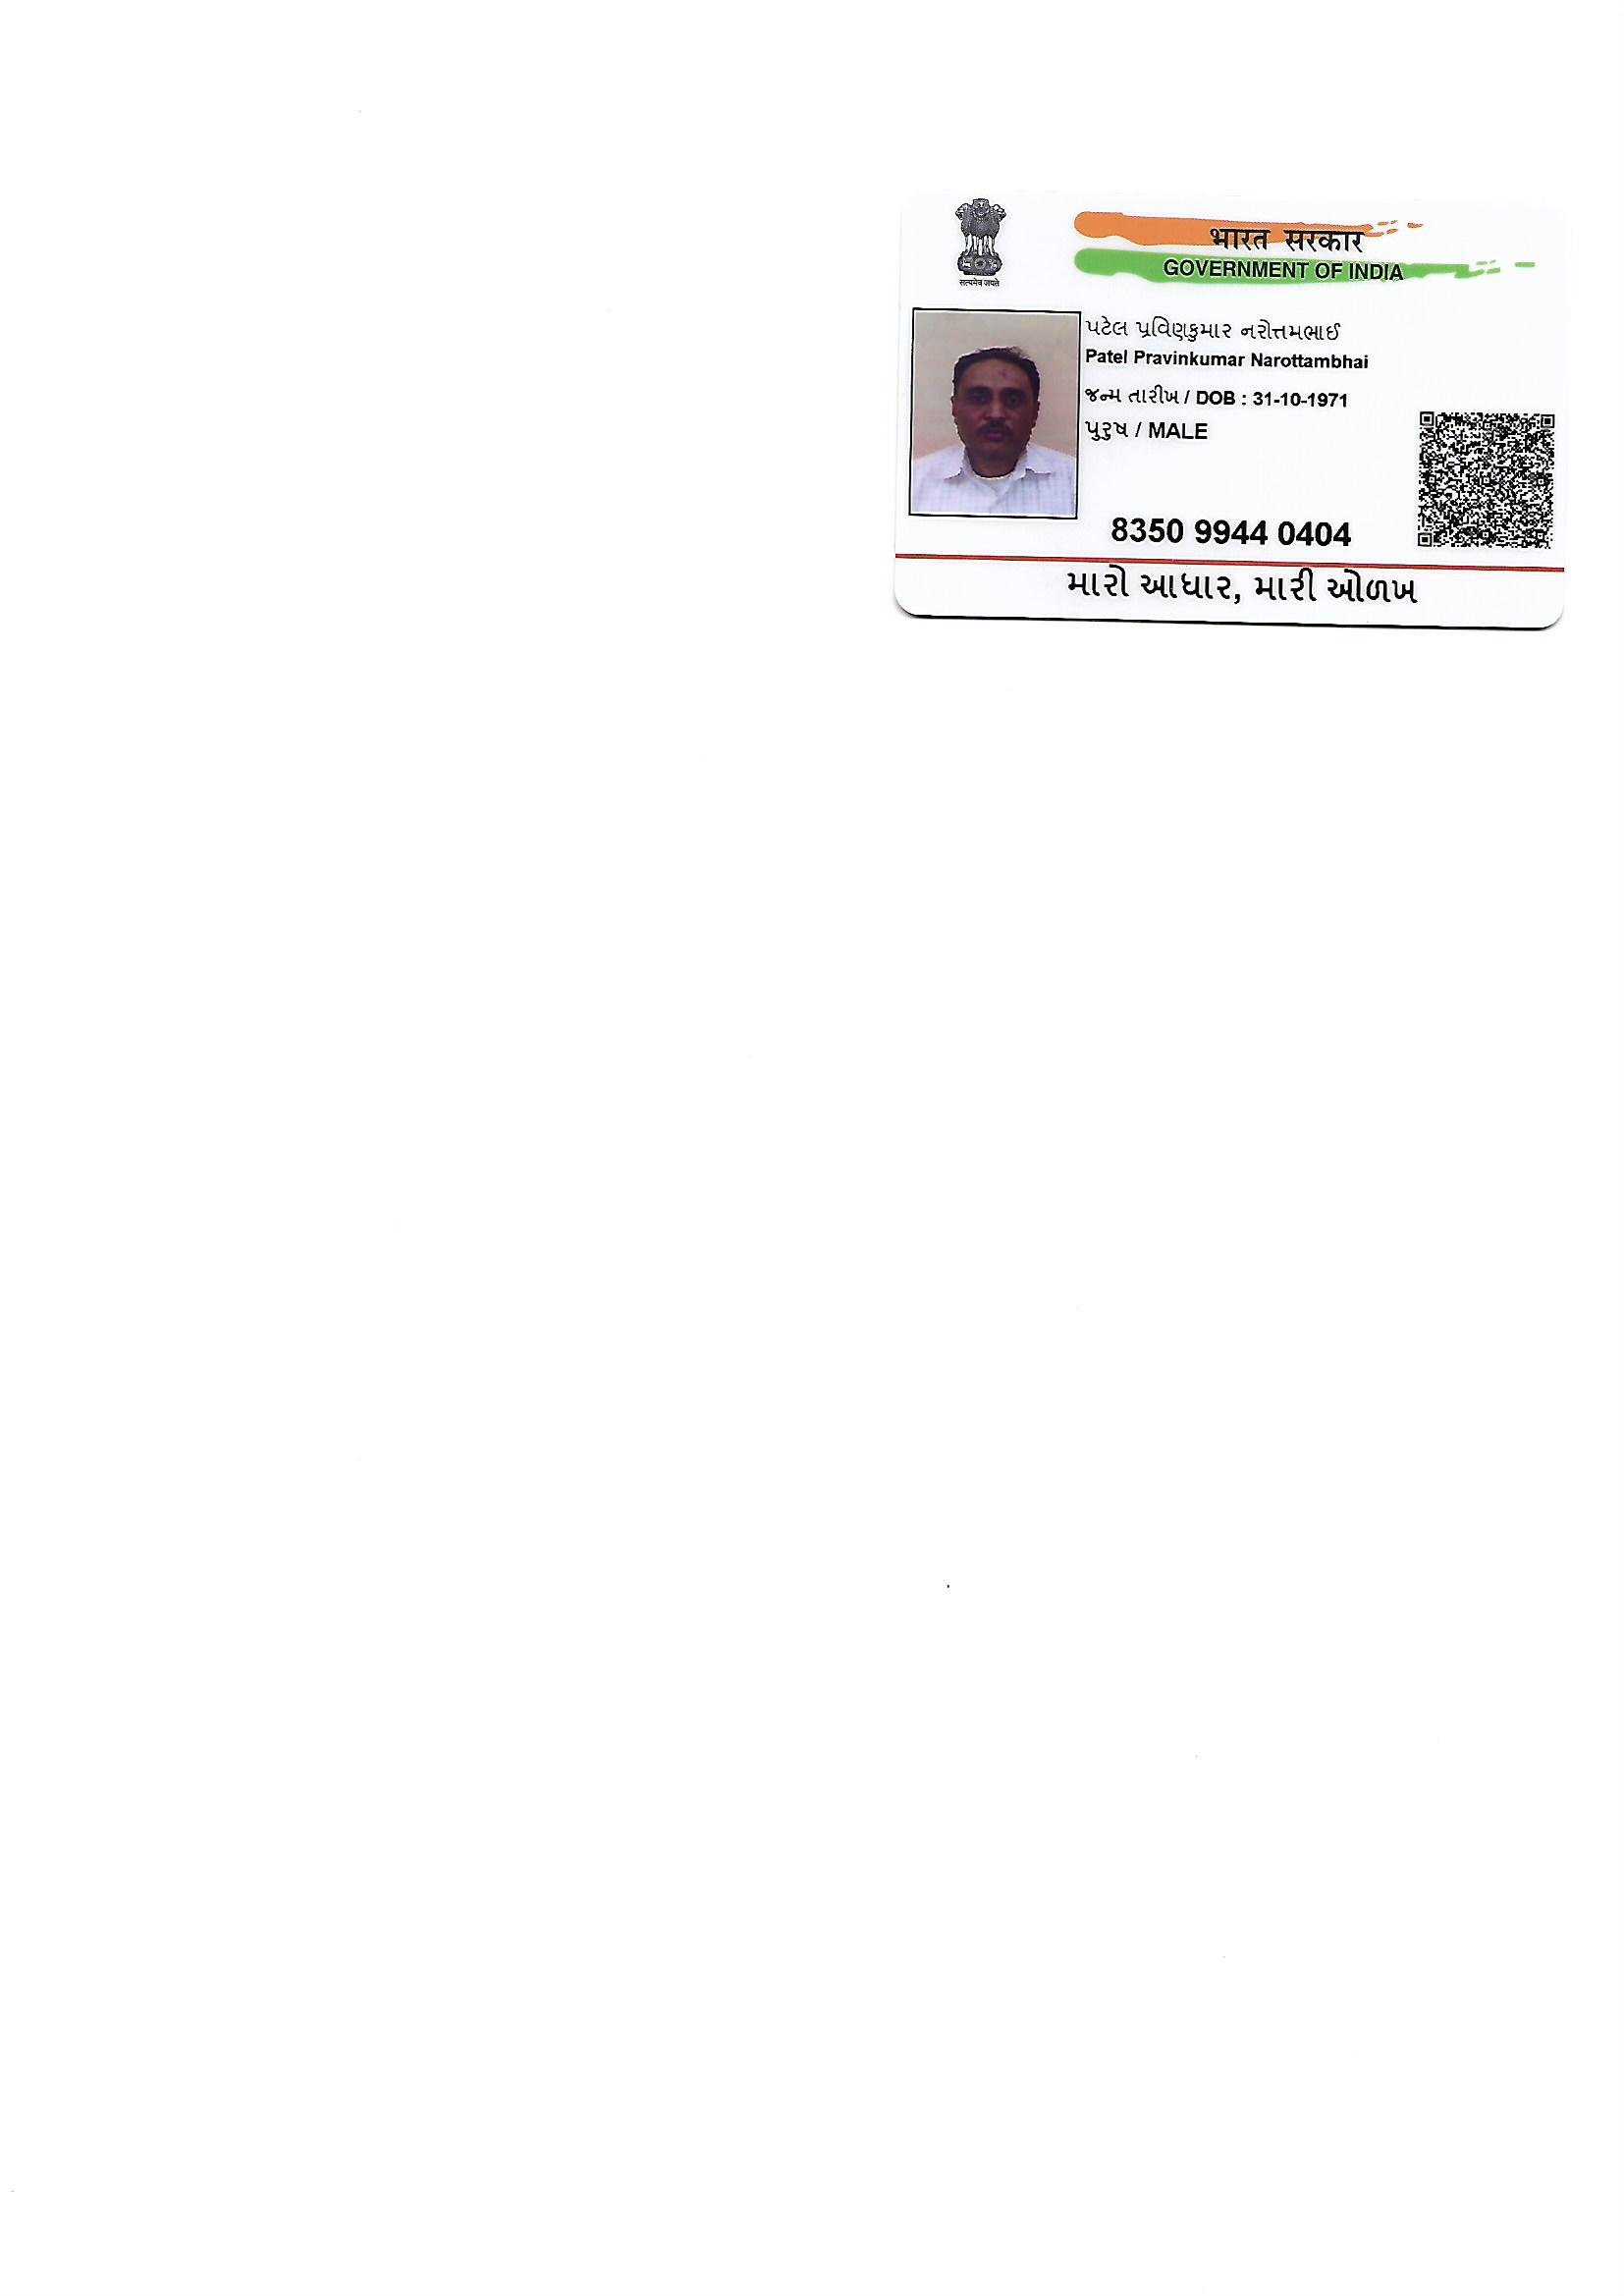 सत्यमेव जयते
भारत सरकार
GOVERNMENT OF INDIA
પટેલ પ્રવિણકુમાર નરોત્તમભાઈ
Patel Pravinkumar Narottambhai
જન્મ તારીખ / DOB : 31-10-1971
પુરુષ / MALE
8350 9944 0404
મારો આધાર, મારી ઓળખ